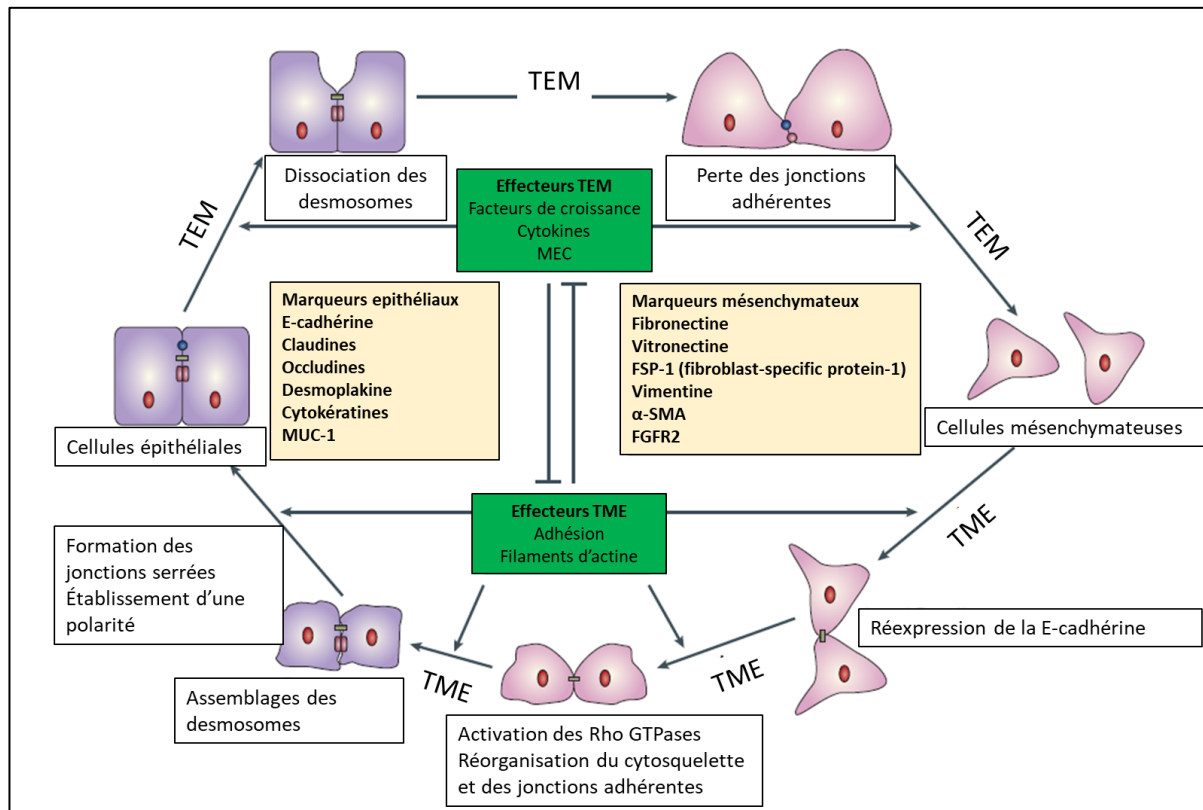 TEM
Dissociation des
desmosomes
Effecteurs TEM
Facteurs de croissance
Cytokines
MEC
Perte des jonctions
adhérentes
TEM
TEM
Marqueurs epithéliaux
E-cadhérine
Claudines
Occludines
Desmoplakine
Cytokératines
MUC-1
Marqueurs mésenchymateux
Fibronectine
Vitronectine
FSP-1 (fibroblast-specific protein-1)
Vimentine
α-SMA
FGFR2
Cellules épithéliales
Cellules mésenchymateuses
Effecteurs TME
Adhésion
Filaments d’actine
TME
Formation des
jonctions serrées
Établissement d’une
polarité
Réexpression de la E-cadhérine
TME
TME
Assemblages des
desmosomes
Activation des Rho GTPases
Réorganisation du cytosquelette
et des jonctions adhérentes